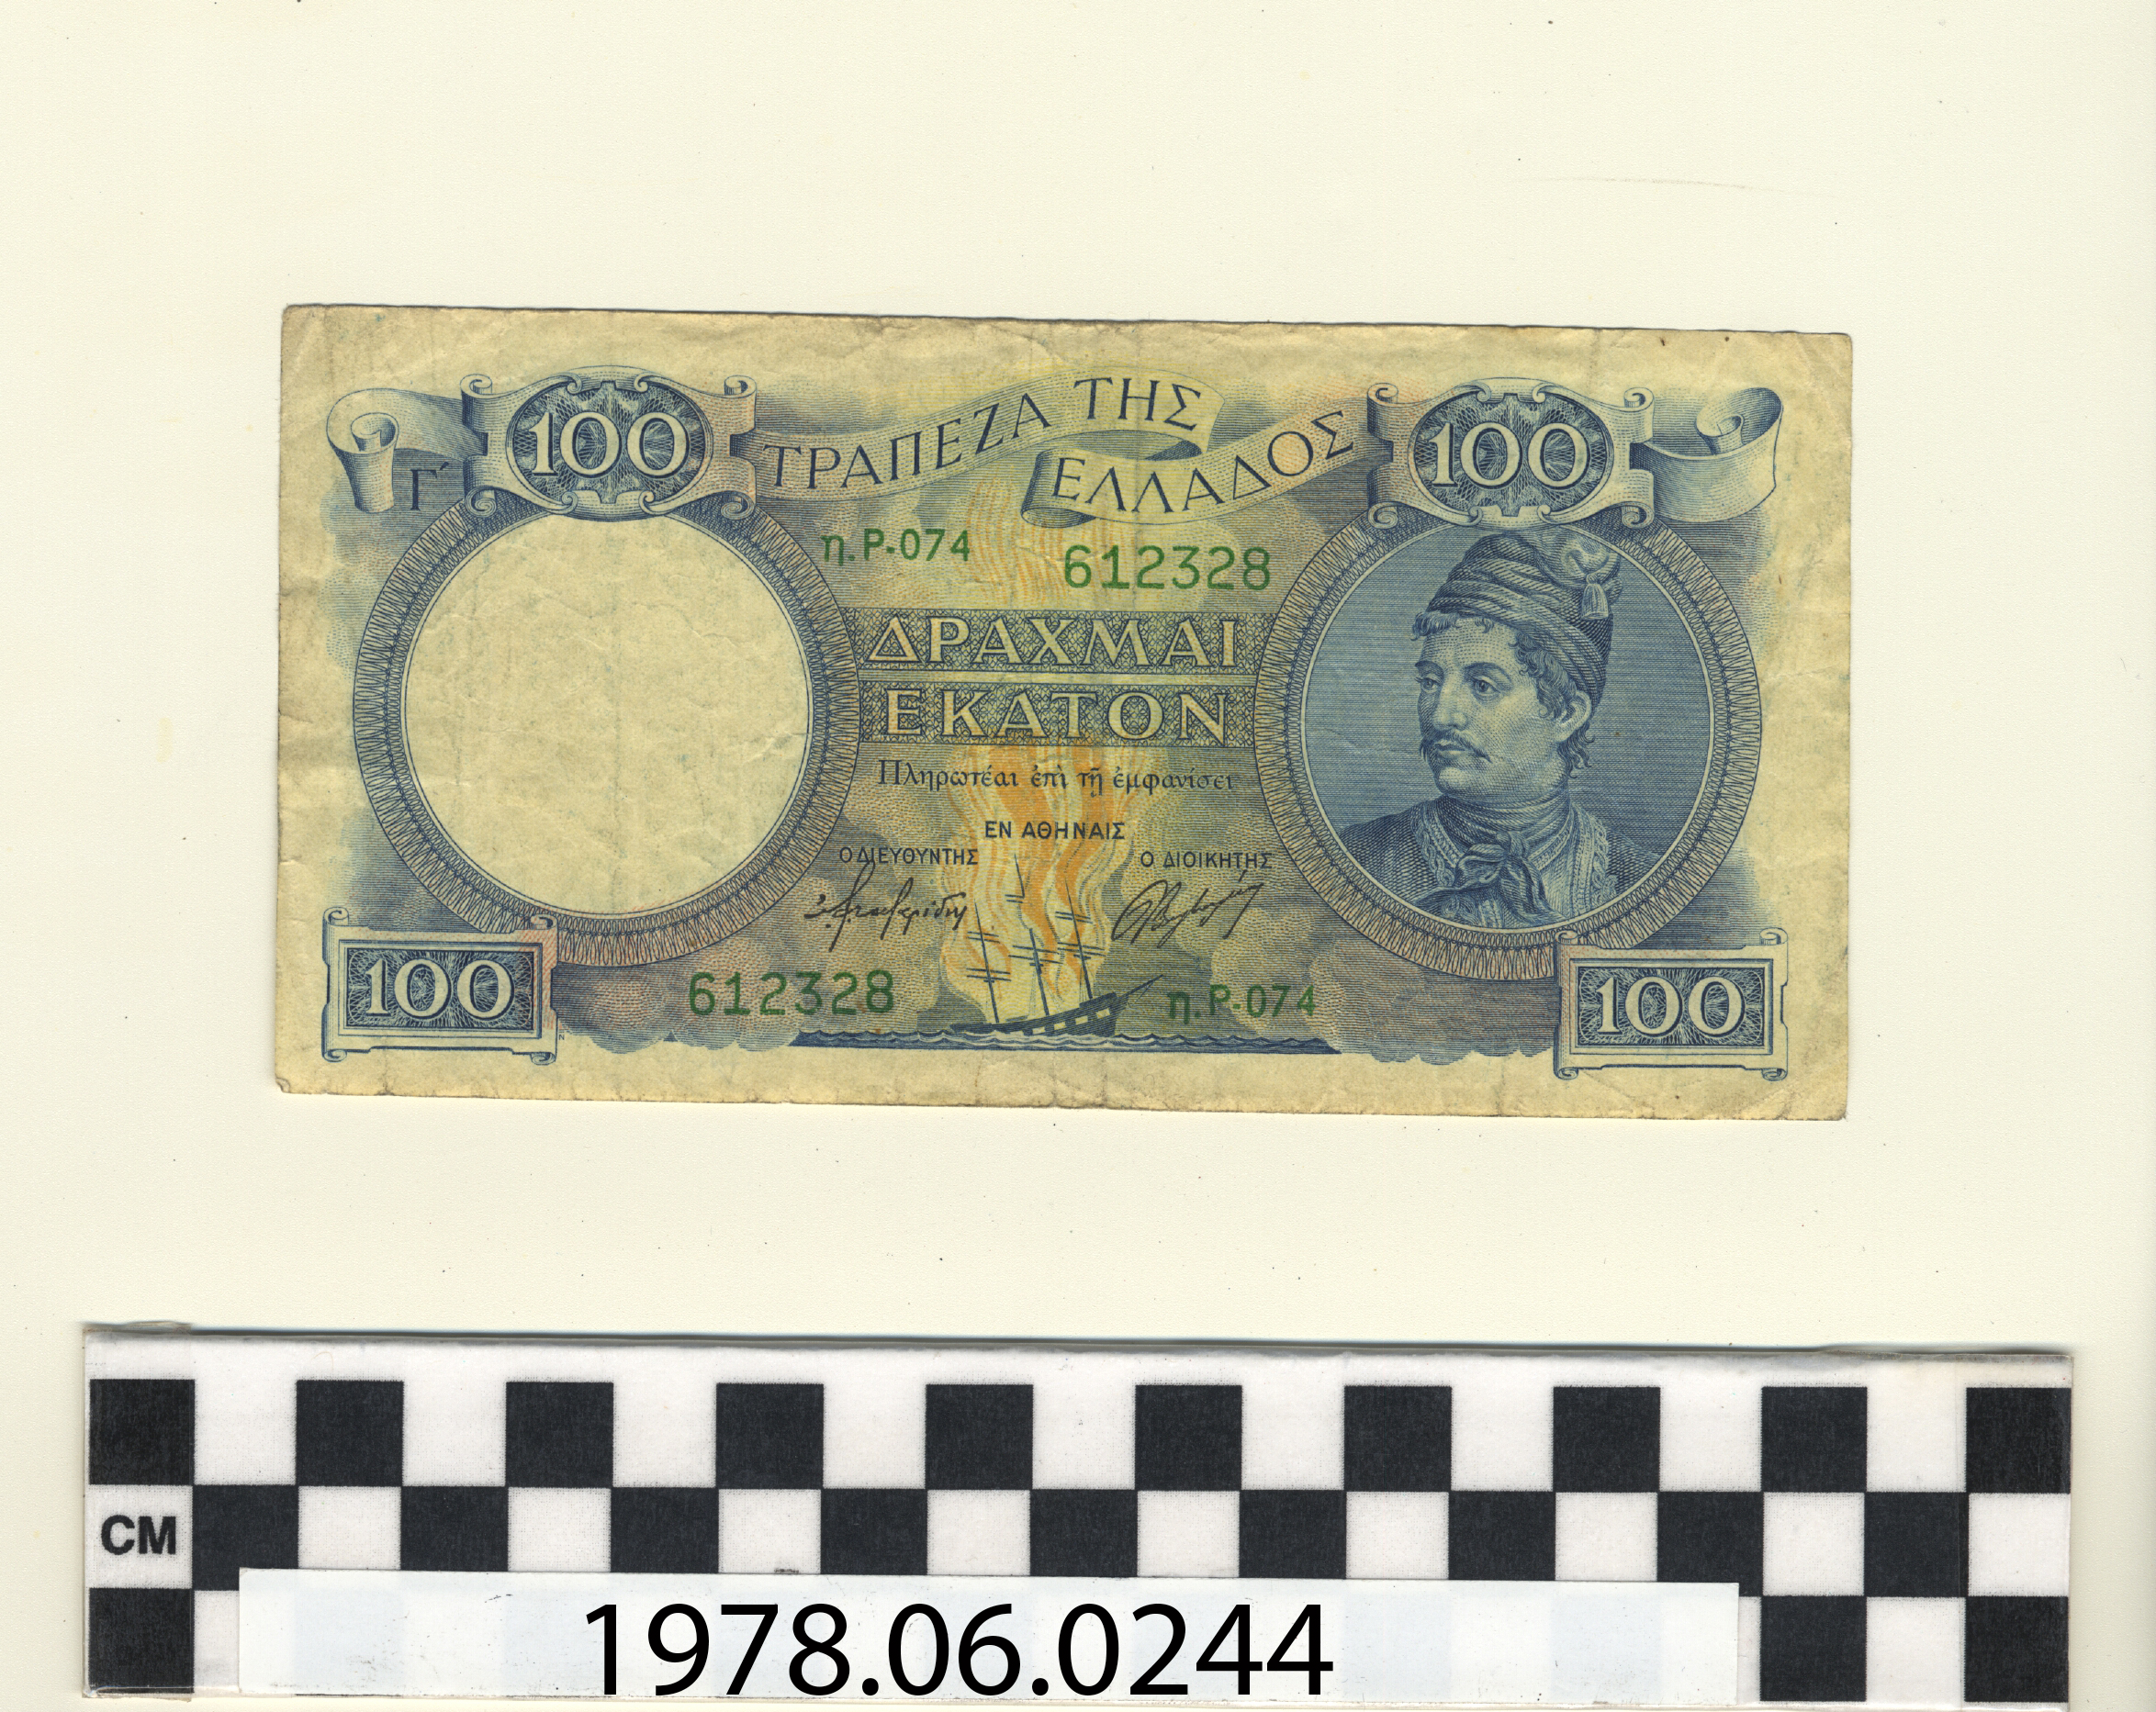 100
ΤΡΑΠΕΖΑ ΤΗΣ
ΕΛΛΑΔΟΣ
100
Γ΄
η.Ρ-074
612328
ΔΡΑΧΜΑΙ
ΕΚΑΤΟΝ
Πληρωτέαι ἐπὶ τῇ ἐμφανίσει
ΕΝ ΑΘΗΝΑΙΣ
Ο ΔΙΕΥΘΥΝΤΗΣ
Ο ΔΙΟΙΚΗΤΗΣ
100
612328
η.Ρ-074
100
CM
1978.06.0244